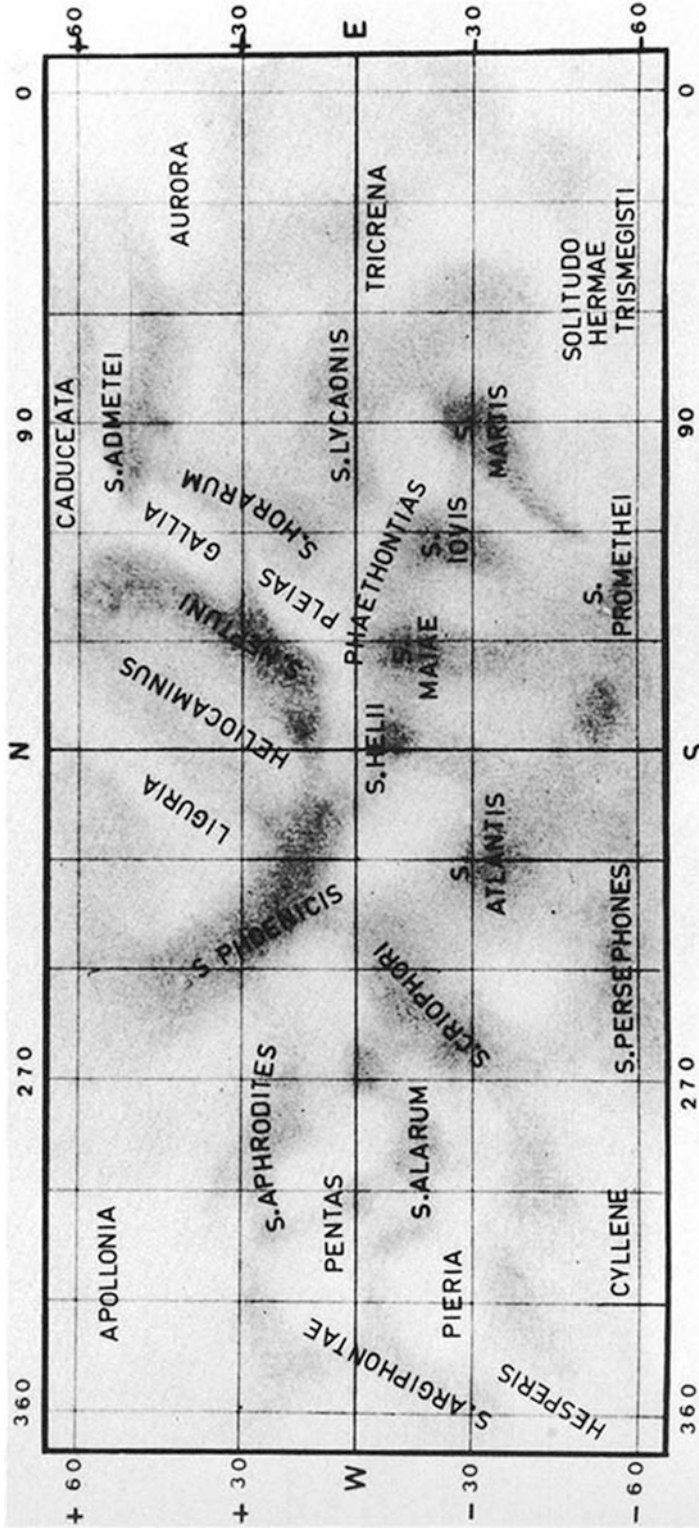 360 270 N 90 0
+60 +60
CADUCEATA
APOLLONIA
S.ADMETEI
LIGURIA
HELIOCAMINUS
GALLIA
AURORA
S.HORARUM
S.NEPTUNI
+30 +30
S PHOENICIS
S.APHRODITES
PLEIAS
PENTAS
S.LYCAONIS
S.ARGIPHONTAE
W E
PHAETHONTIAS
TRICRENA
S.HELII
S.CRIOPHORI
S.ALARUM
S.
MAIAE
S.
IOVIS
PIERIA
S.
MARTIS
S.
ATLANTIS
-30 -30
HESPERIS
SOLITUDO
HERMAE
TRISMEGISTI
CYLLENE
S.PERSEPHONES
S.
PROMETHEI
-60 -60
270 S 90 0